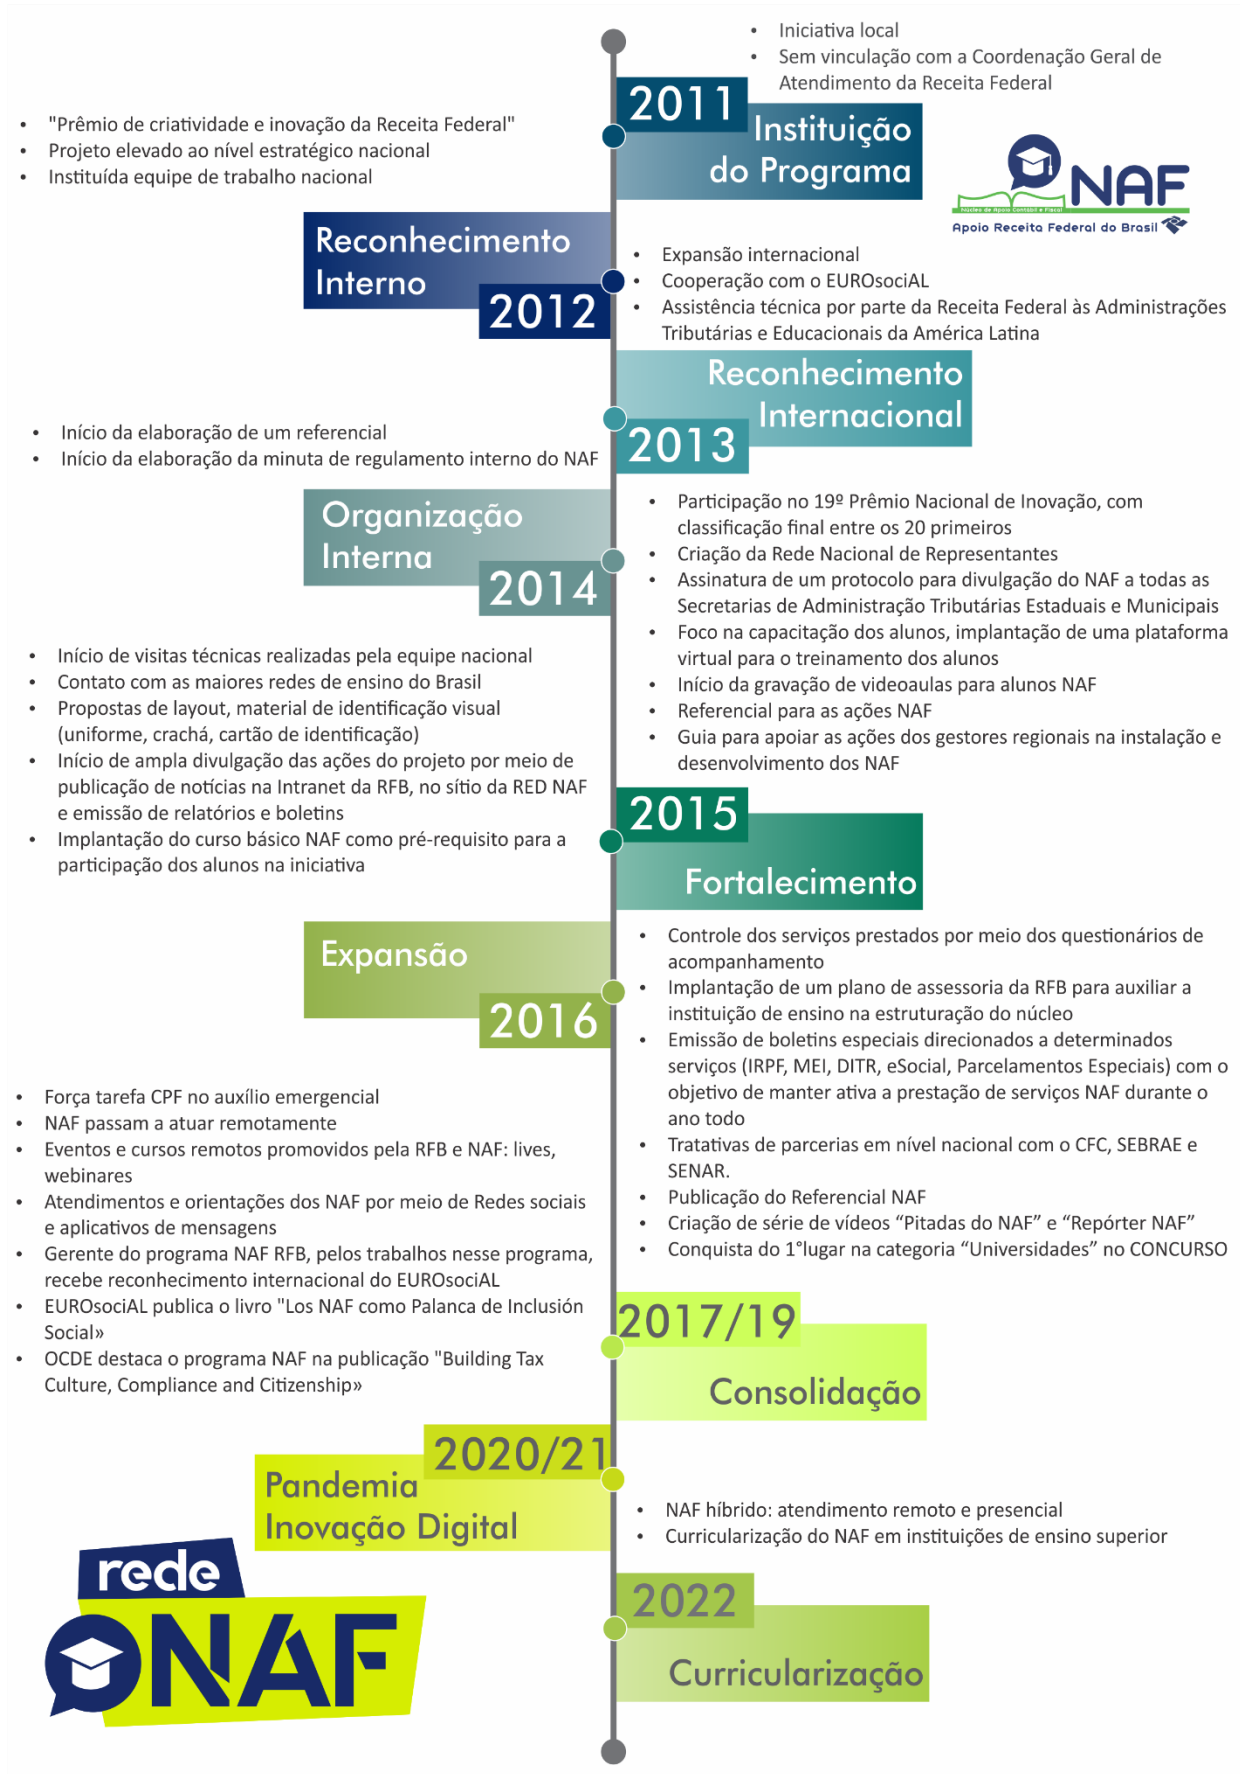 • Iniciativa local
• Sem vinculação com a Coordenação Geral de
Atendimento da Receita Federal
2011
Instituição
do Programa
NAF
Núcleo de Apoio Contábil e Fiscal
Apoio Receita Federal do Brasil
• "Prêmio de criatividade e inovação da Receita Federal"
• Projeto elevado ao nível estratégico nacional
• Instituída equipe de trabalho nacional
Reconhecimento
Interno
2012
• Expansão internacional
• Cooperação com o EUROsociAL
• Assistência técnica por parte da Receita Federal às Administrações
Tributárias e Educacionais da América Latina
Reconhecimento
Internacional
2013
• Início da elaboração de um referencial
• Início da elaboração da minuta de regulamento interno do NAF
Organização
Interna
2014
• Participação no 19º Prêmio Nacional de Inovação, com
classificação final entre os 20 primeiros
• Criação da Rede Nacional de Representantes
• Assinatura de um protocolo para divulgação do NAF a todas as
Secretarias de Administração Tributárias Estaduais e Municipais
• Foco na capacitação dos alunos, implantação de uma plataforma
virtual para o treinamento dos alunos
• Início da gravação de videoaulas para alunos NAF
• Referencial para as ações NAF
• Guia para apoiar as ações dos gestores regionais na instalação e
desenvolvimento dos NAF
2015
Fortalecimento
• Início de visitas técnicas realizadas pela equipe nacional
• Contato com as maiores redes de ensino do Brasil
• Propostas de layout, material de identificação visual
(uniforme, crachá, cartão de identificação)
• Início de ampla divulgação das ações do projeto por meio de
publicação de notícias na Intranet da RFB, no sítio da RED NAF
e emissão de relatórios e boletins
• Implantação do curso básico NAF como pré-requisito para a
participação dos alunos na iniciativa
Expansão
2016
• Controle dos serviços prestados por meio dos questionários de
acompanhamento
• Implantação de um plano de assessoria da RFB para auxiliar a
instituição de ensino na estruturação do núcleo
• Emissão de boletins especiais direcionados a determinados
serviços (IRPF, MEI, DITR, eSocial, Parcelamentos Especiais) com o
objetivo de manter ativa a prestação de serviços NAF durante o
ano todo
• Tratativas de parcerias em nível nacional com o CFC, SEBRAE e
SENAR.
• Publicação do Referencial NAF
• Criação de série de vídeos “Pitadas do NAF” e “Repórter NAF”
• Conquista do 1°lugar na categoria “Universidades” no CONCURSO
2017/19
Consolidação
• Força tarefa CPF no auxílio emergencial
• NAF passam a atuar remotamente
• Eventos e cursos remotos promovidos pela RFB e NAF: lives,
webinares
• Atendimentos e orientações dos NAF por meio de Redes sociais
e aplicativos de mensagens
• Gerente do programa NAF RFB, pelos trabalhos nesse programa,
recebe reconhecimento internacional do EUROsociAL
• EUROsociAL publica o livro "Los NAF como Palanca de Inclusión
Social»
• OCDE destaca o programa NAF na publicação "Building Tax
Culture, Compliance and Citizenship»
2020/21
Pandemia
Inovação Digital
• NAF híbrido: atendimento remoto e presencial
• Curricularização do NAF em instituições de ensino superior
2022
Curricularização
rede
NAF